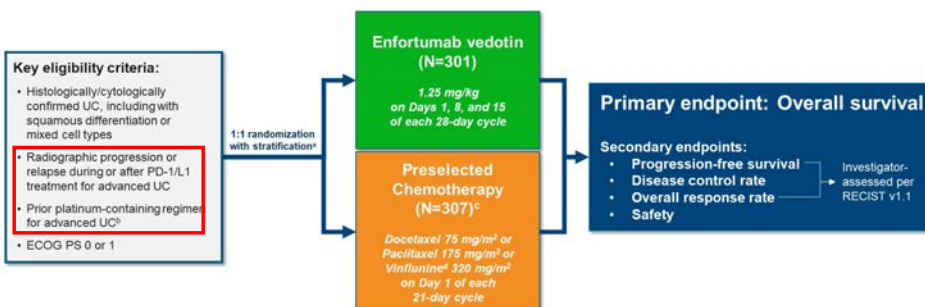 Key eligibility criteria:
• Histologically/cytologically
confirmed UC, including with
squamous differentiation or
mixed cell types
• Radiographic progression or
relapse during or after PD-1/L1
treatment for advanced UC
• Prior platinum-containing regimen
for advanced UCᵇ
• ECOG PS 0 or 1
1:1 randomization
with stratificationᵃ
Enfortumab vedotin
(N=301)
1.25 mg/kg
on Days 1, 8, and 15
of each 28-day cycle
Preselected
Chemotherapy
(N=307)ᶜ
Docetaxel 75 mg/m² or
Paclitaxel 175 mg/m² or
Vinflunineᵈ 320 mg/m²
on Day 1 of each
21-day cycle
Primary endpoint: Overall survival
Secondary endpoints:
• Progression-free survival
• Disease control rate
• Overall response rate
• Safety
Investigator-
assessed per
RECIST v1.1